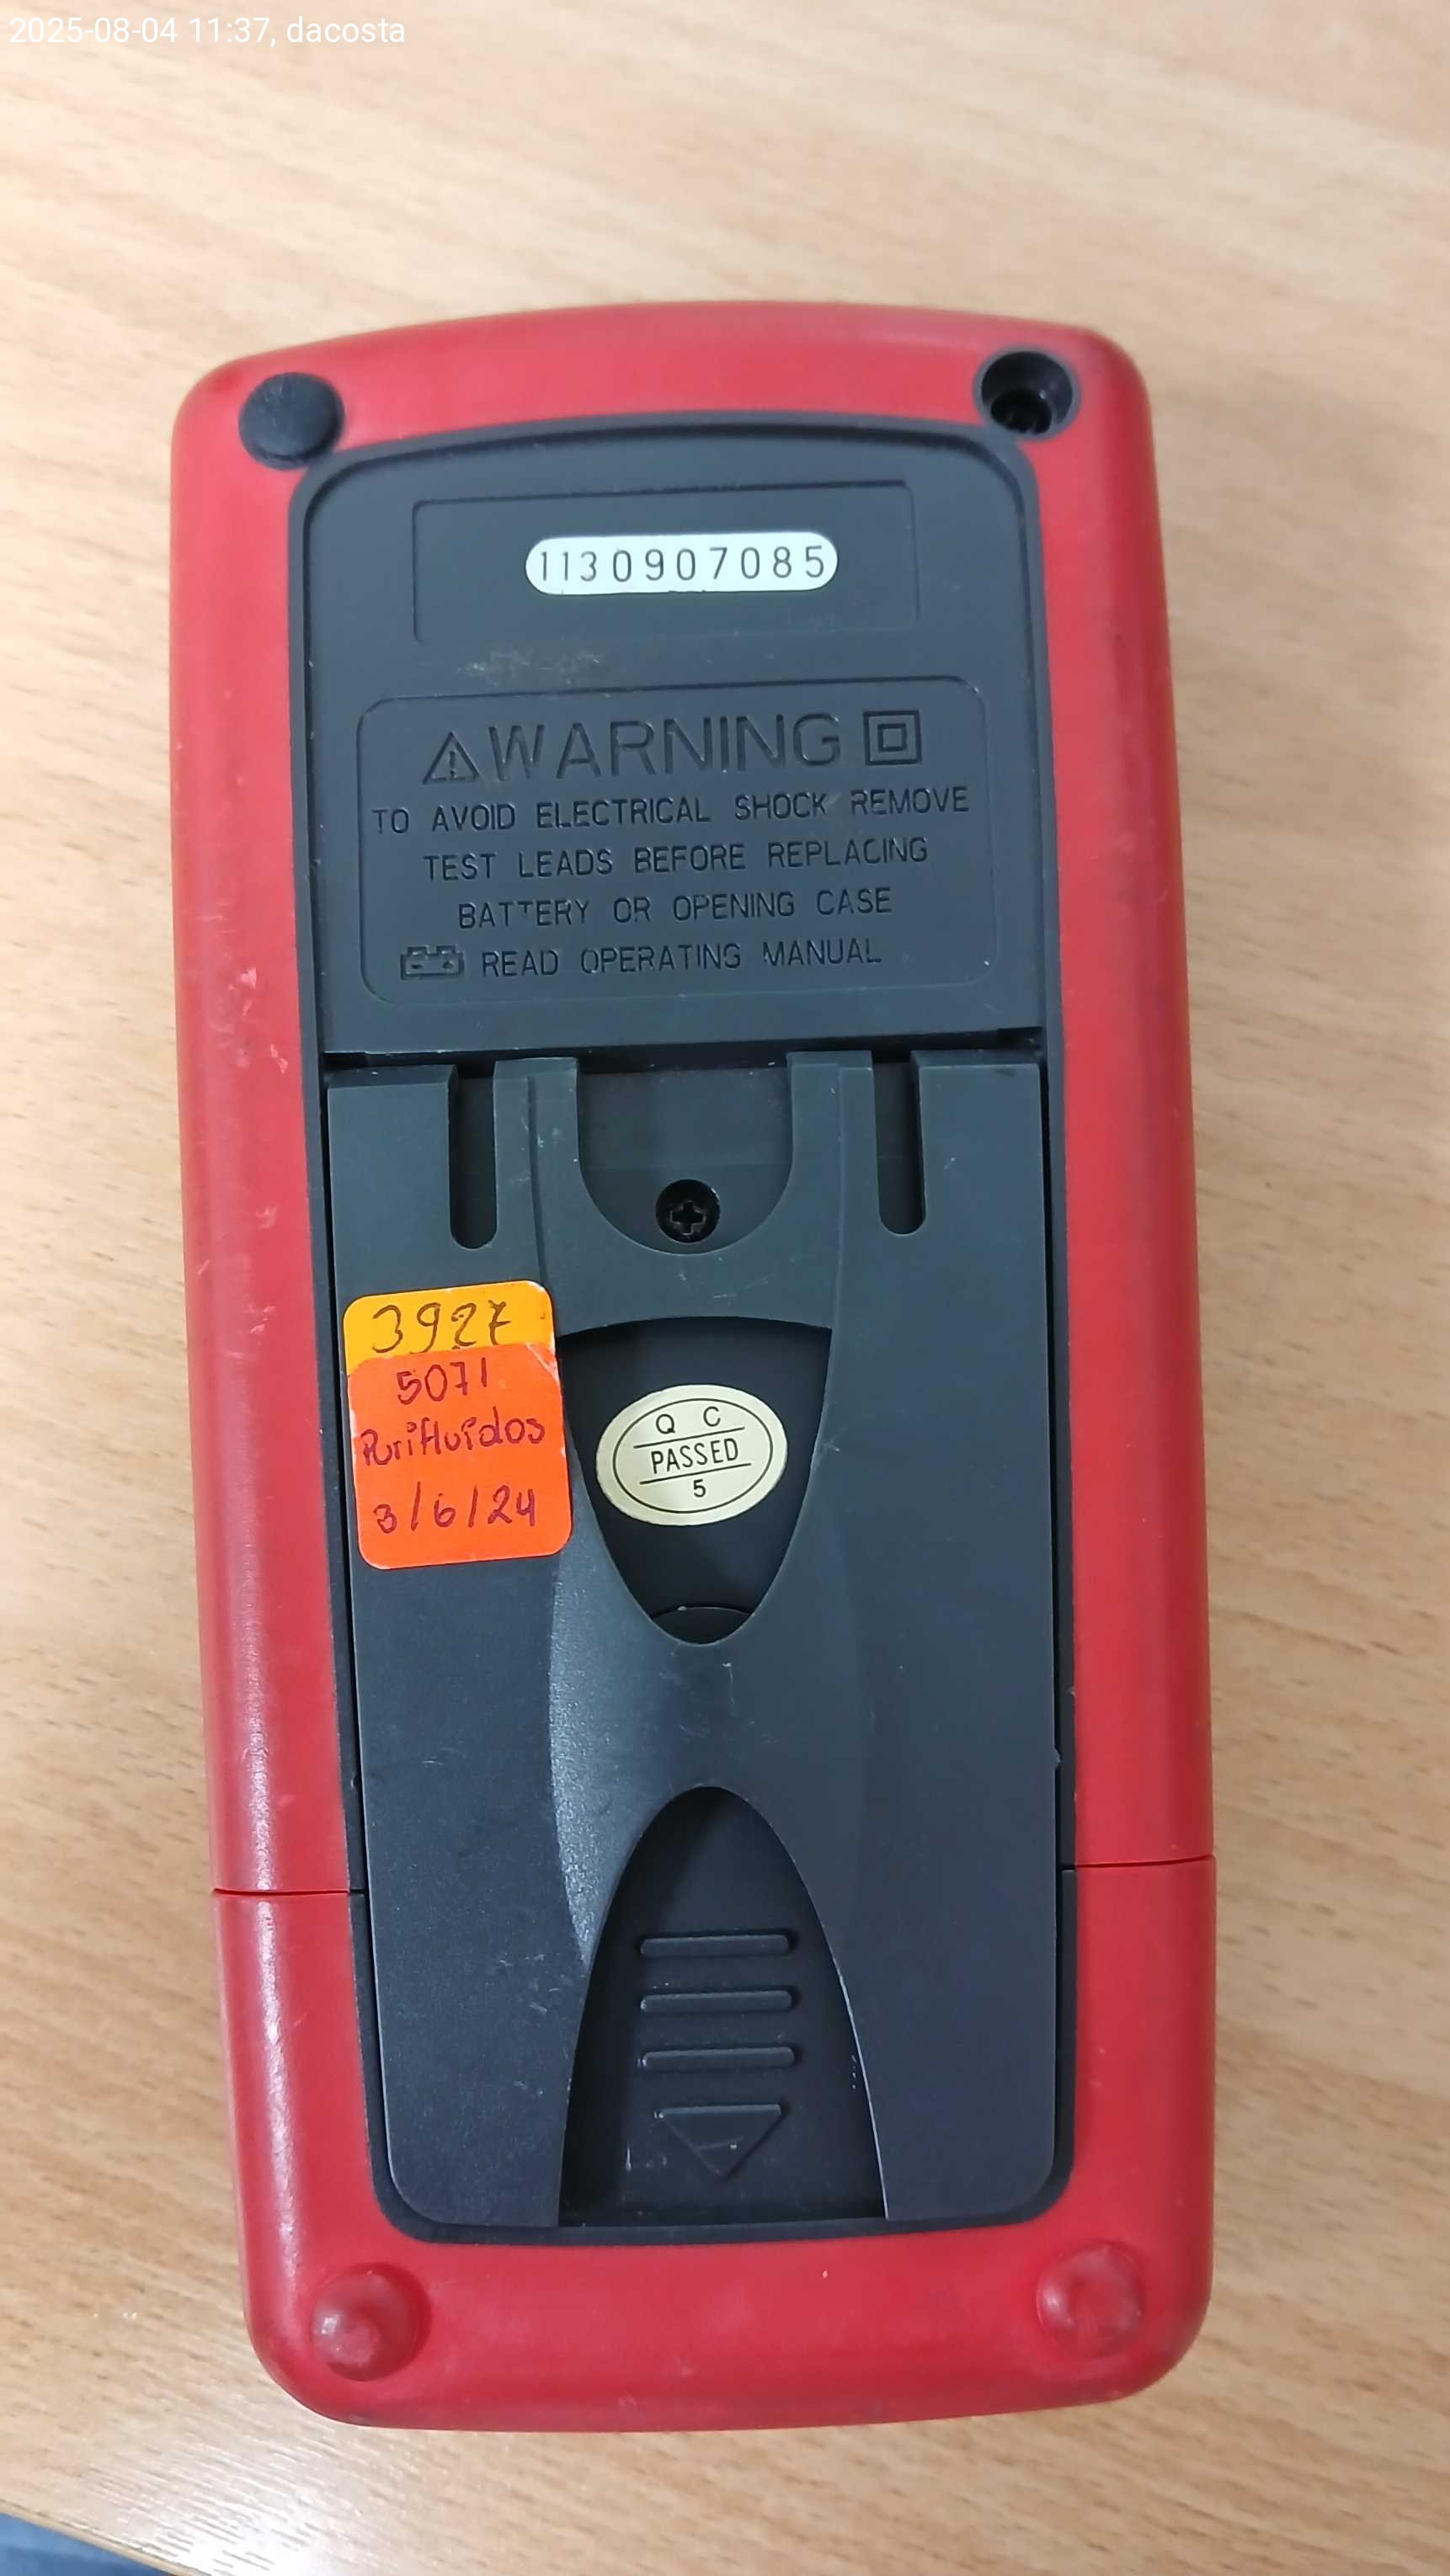 2025-08-04 11:37, dacosta
1130907085
WARNING
TO AVOID ELECTRICAL SHOCK REMOVE
TEST LEADS BEFORE REPLACING
BATTERY OR OPENING CASE
READ OPERATING MANUAL
3927
5071
Purifluidos
3/6/24
Q C
PASSED
5